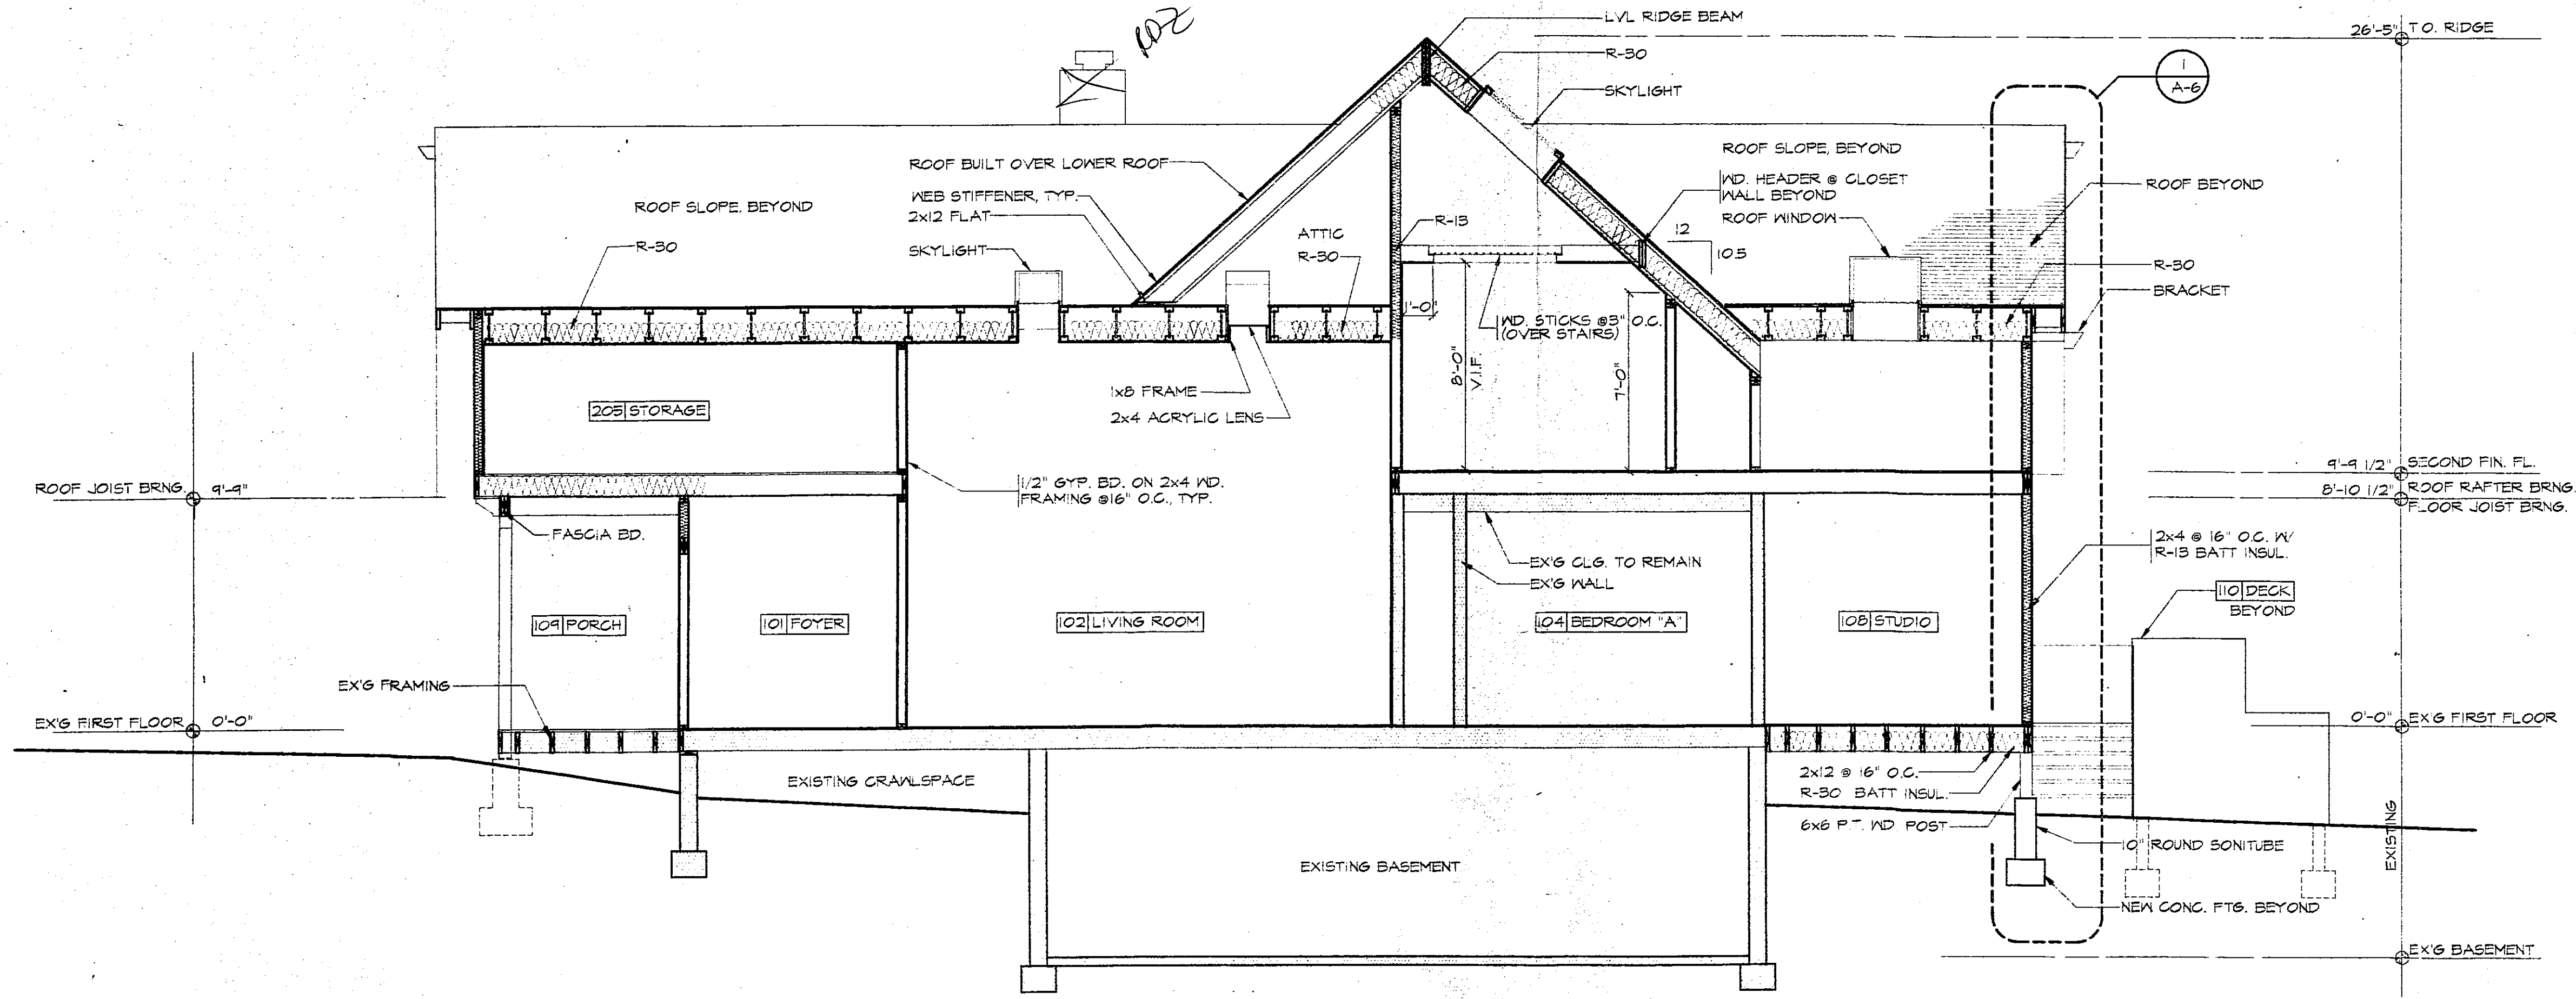 RDZ
LVL RIDGE BEAM
26'-5" T.O. RIDGE
R-30
1
A-6
SKYLIGHT
ROOF BUILT OVER LOWER ROOF
ROOF SLOPE, BEYOND
WD. HEADER @ CLOSET
WALL BEYOND
ROOF BEYOND
WEB STIFFENER, TYP.
2x12 FLAT
ROOF SLOPE, BEYOND
R-13
ROOF WINDOW
R-30
SKYLIGHT
ATTIC
R-30
12
10.5
R-30
BRACKET
1'-0"
WD. STICKS @3" O.C.
(OVER STAIRS)
8'-0"
V.I.F.
7'-0"
1x8 FRAME
2x4 ACRYLIC LENS
205 STORAGE
9'-9 1/2" SECOND FIN. FL.
ROOF JOIST BRNG. 9'-9"
1/2" GYP. BD. ON 2x4 WD.
FRAMING @16" O.C., TYP.
8'-10 1/2" ROOF RAFTER BRNG.
FLOOR JOIST BRNG.
FASCIA BD.
2x4 @ 16" O.C. W/
R-13 BATT INSUL.
EX'G CLG. TO REMAIN
EX'G WALL
110 DECK
BEYOND
109 PORCH
101 FOYER
102 LIVING ROOM
104 BEDROOM "A"
108 STUDIO
EX'G FRAMING
EX'G FIRST FLOOR 0'-0"
0'-0" EX'G FIRST FLOOR
EXISTING CRAWLSPACE
2x12 @ 16" O.C.
R-30 BATT INSUL.
6x6 P.T. WD. POST
10" ROUND SONITUBE
EXISTING
EXISTING BASEMENT
NEW CONC. FTG. BEYOND
EX'G BASEMENT